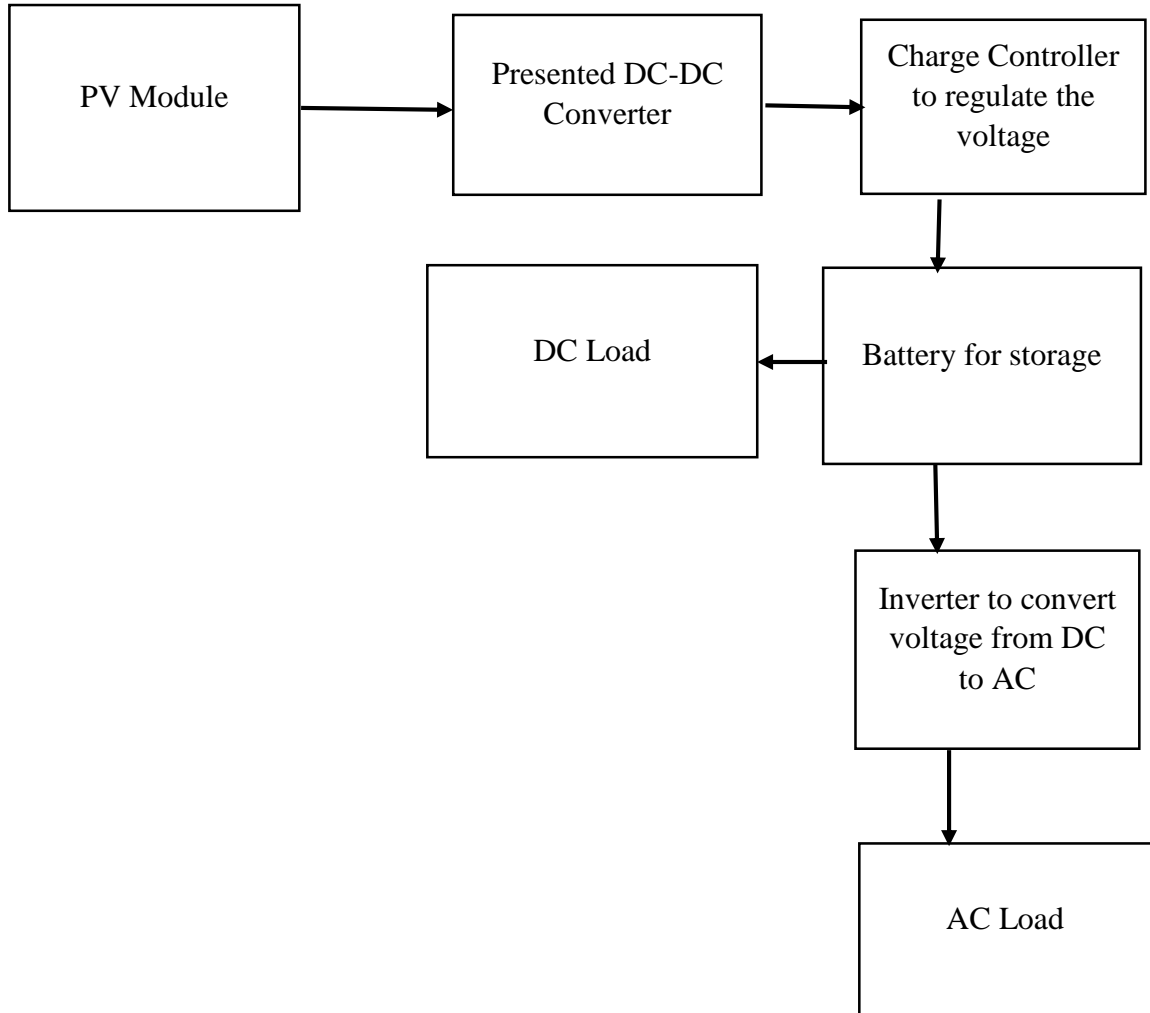 PV Module
Presented DC-DC
Converter
Charge Controller
to regulate the
voltage
DC Load
Battery for storage
Inverter to convert
voltage from DC
to AC
AC Load